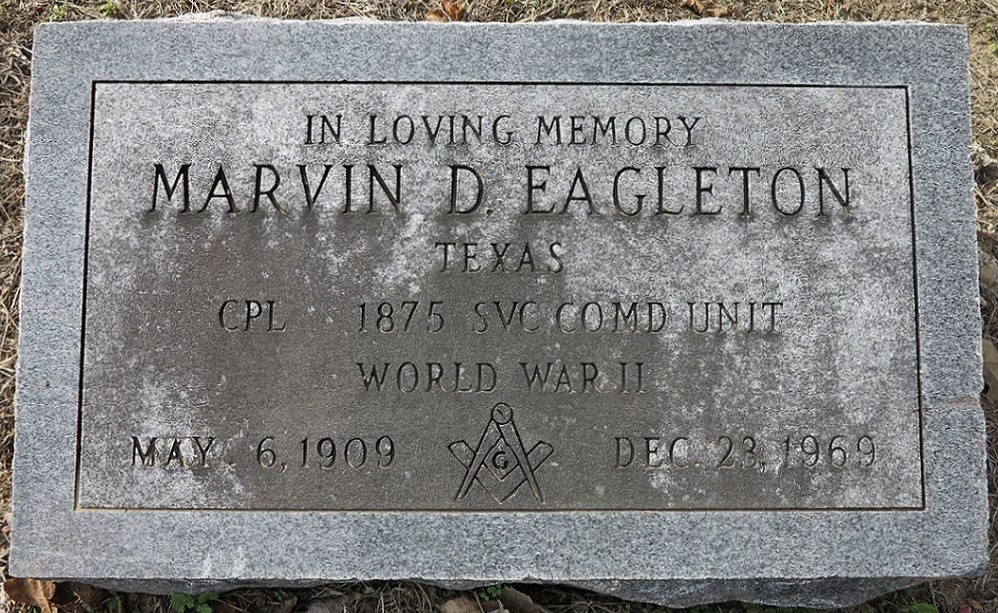 IN LOVING MEMORY
MARVIN D. EAGLETON
TEXAS
CPL 1875 SVC COMD UNIT
WORLD WAR II
MAY 6, 1909 G DEC. 23, 1969